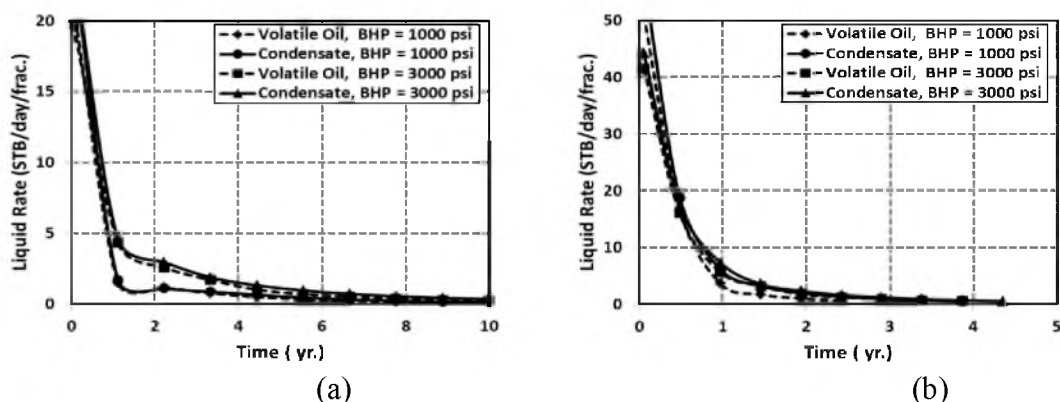 20
15
10
5
0
Liquid Rate (STB/day/frac.)
Volatile Oil, BHP = 1000 psi
Condensate, BHP = 1000 psi
Volatile Oil, BHP = 3000 psi
Condensate, BHP = 3000 psi
0 2 4 6 8 10
Time ( yr.)
(a)
50
40
30
20
10
0
Liquid Rate (STB/day/frac.)
Volatile Oil, BHP = 1000 psi
Condensate, BHP = 1000 psi
Volatile Oil, BHP = 3000 psi
Condensate, BHP = 3000 psi
0 1 2 3 4 5
Time ( yr.)
(b)